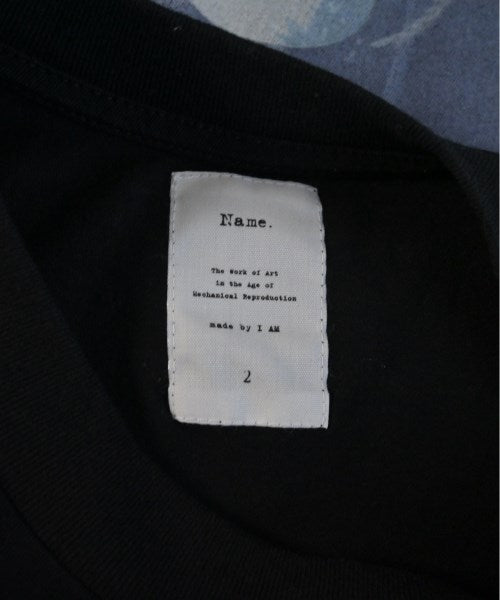 Name.
The Work of Art
in the Age of
Mechanical Reproduction
made by I AM
2